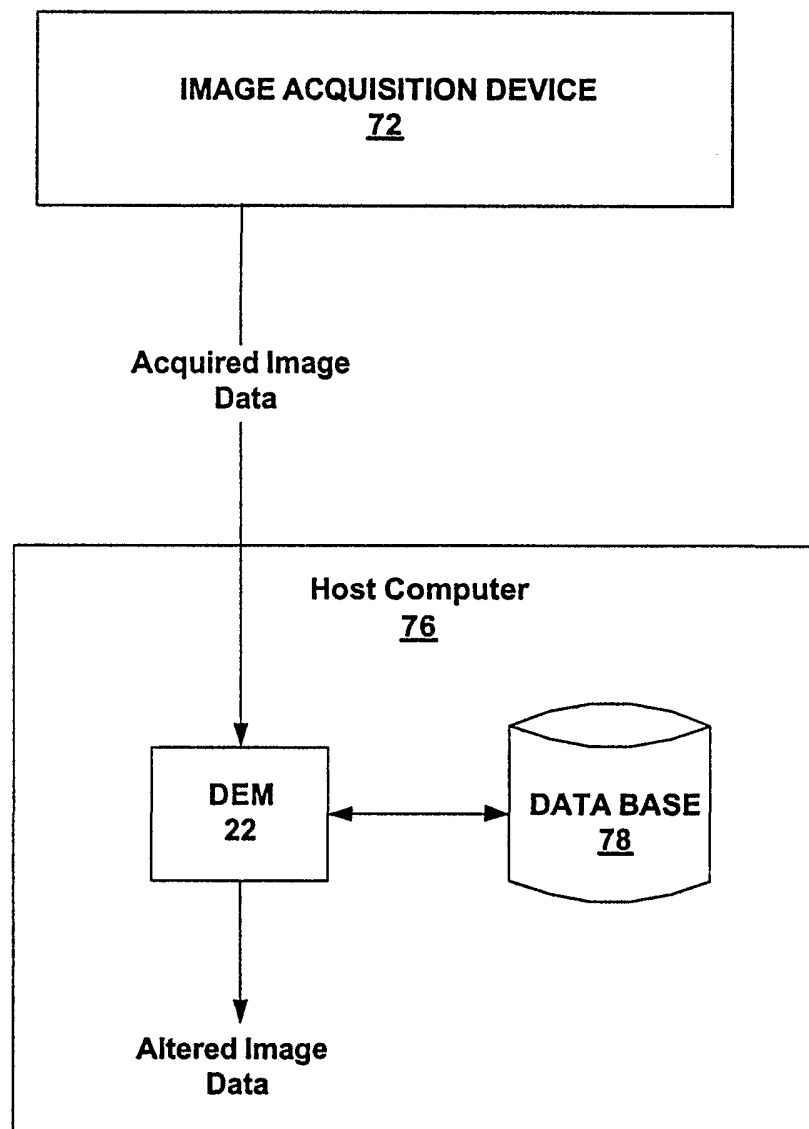 IMAGE ACQUISITION DEVICE
72
Acquired Image
Data
Host Computer
76
DEM
22
DATA BASE
78
Altered Image
Data